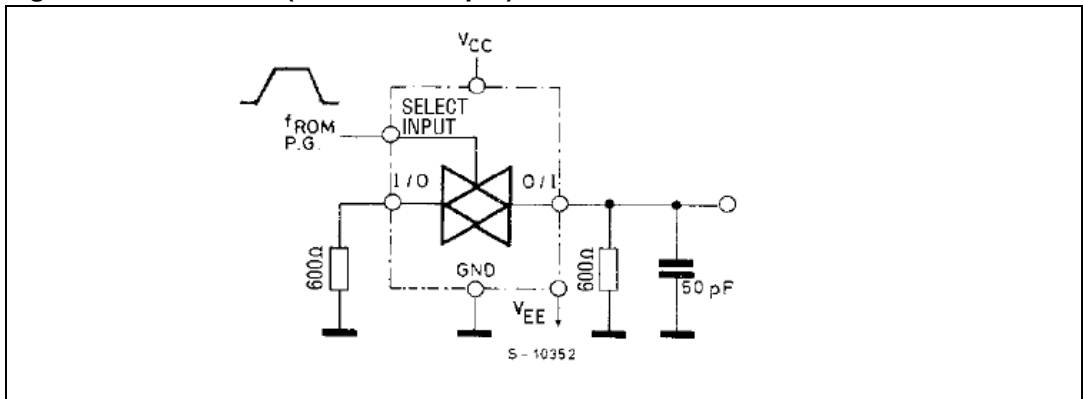 VCC
SELECT
INPUT
fROM
P.G.
I/O
O/I
600Ω
GND
600Ω
50 pF
VEE
S-10352